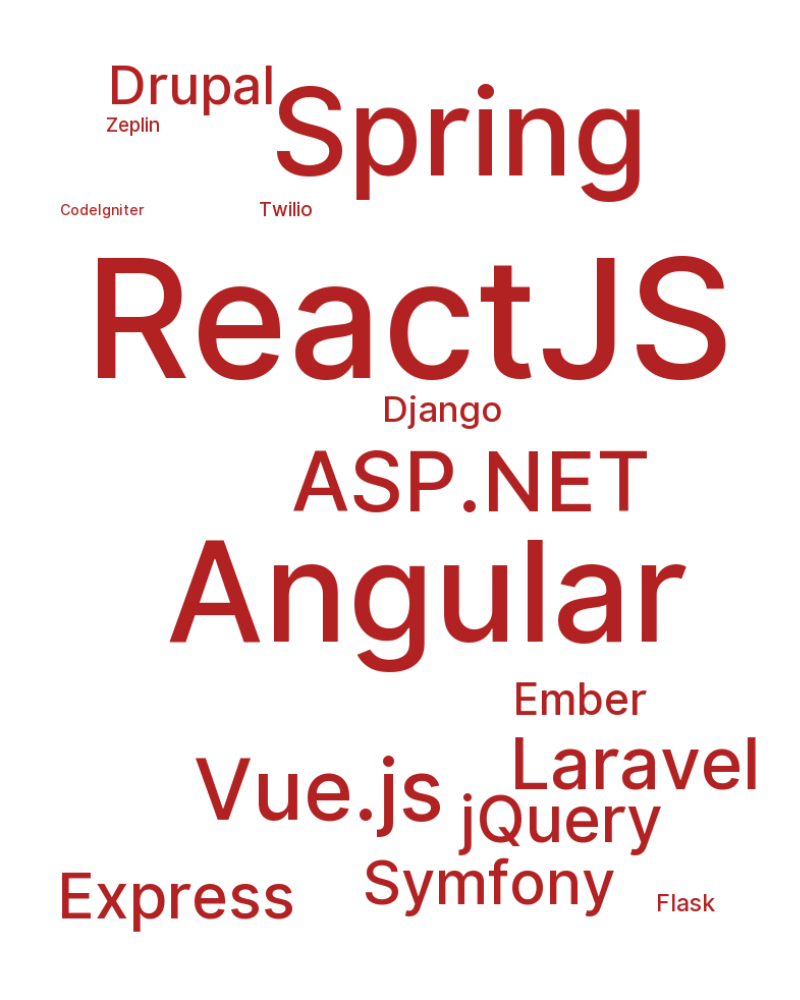 Drupal
Spring
Zeplin
CodeIgniter
Twilio
ReactJS
Django
ASP.NET
Angular
Ember
Laravel
Vue.js
jQuery
Symfony
Express
Flask